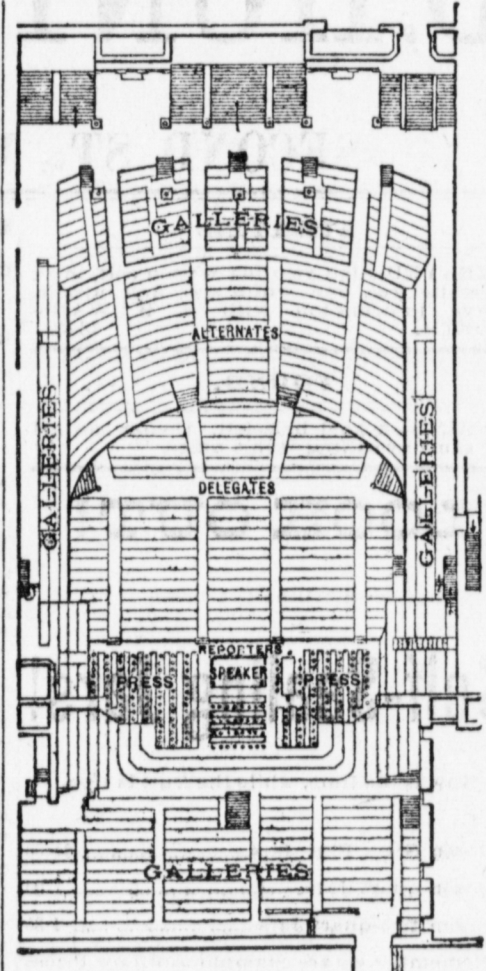 GALLERIES
ALTERNATES
GALLERIES
GALLERIES
DELEGATES
REPORTERS
SPEAKER
PRESS
PRESS
GALLERIES